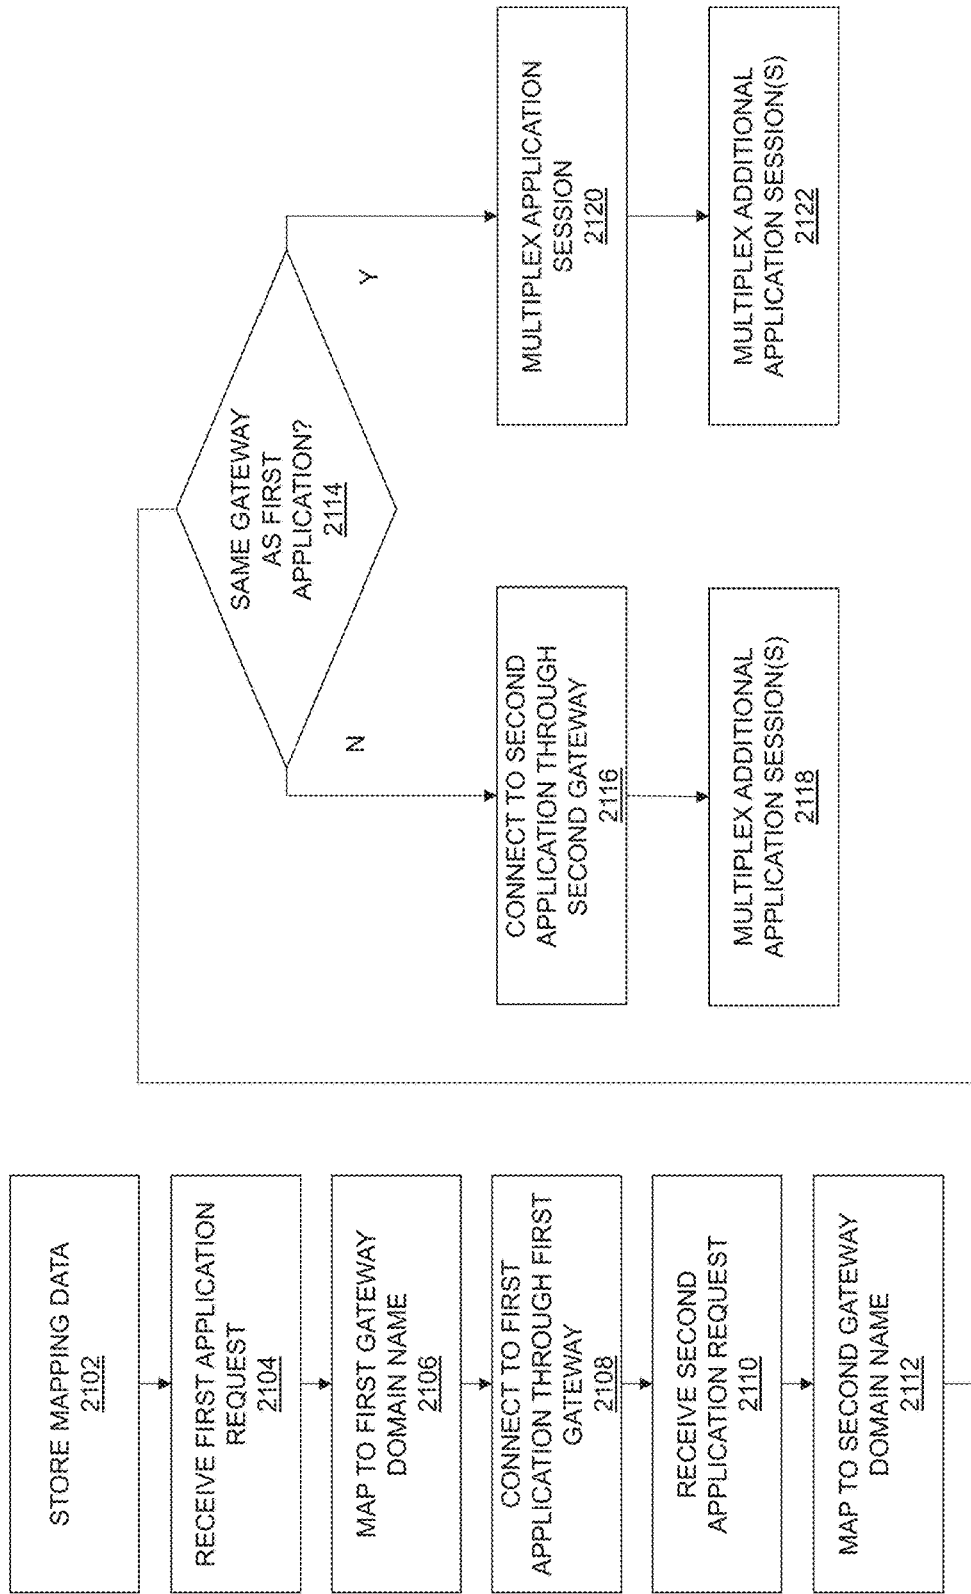 STORE MAPPING DATA
2102
RECEIVE FIRST APPLICATION
REQUEST
2104
MAP TO FIRST GATEWAY
DOMAIN NAME
2106
CONNECT TO FIRST
APPLICATION THROUGH FIRST
GATEWAY
2108
RECEIVE SECOND
APPLICATION REQUEST
2110
MAP TO SECOND GATEWAY
DOMAIN NAME
2112
SAME GATEWAY
AS FIRST
APPLICATION?
2114
N
Y
CONNECT TO SECOND
APPLICATION THROUGH
SECOND GATEWAY
2116
MULTIPLEX ADDITIONAL
APPLICATION SESSION(S)
2118
MULTIPLEX APPLICATION
SESSION
2120
MULTIPLEX ADDITIONAL
APPLICATION SESSION(S)
2122